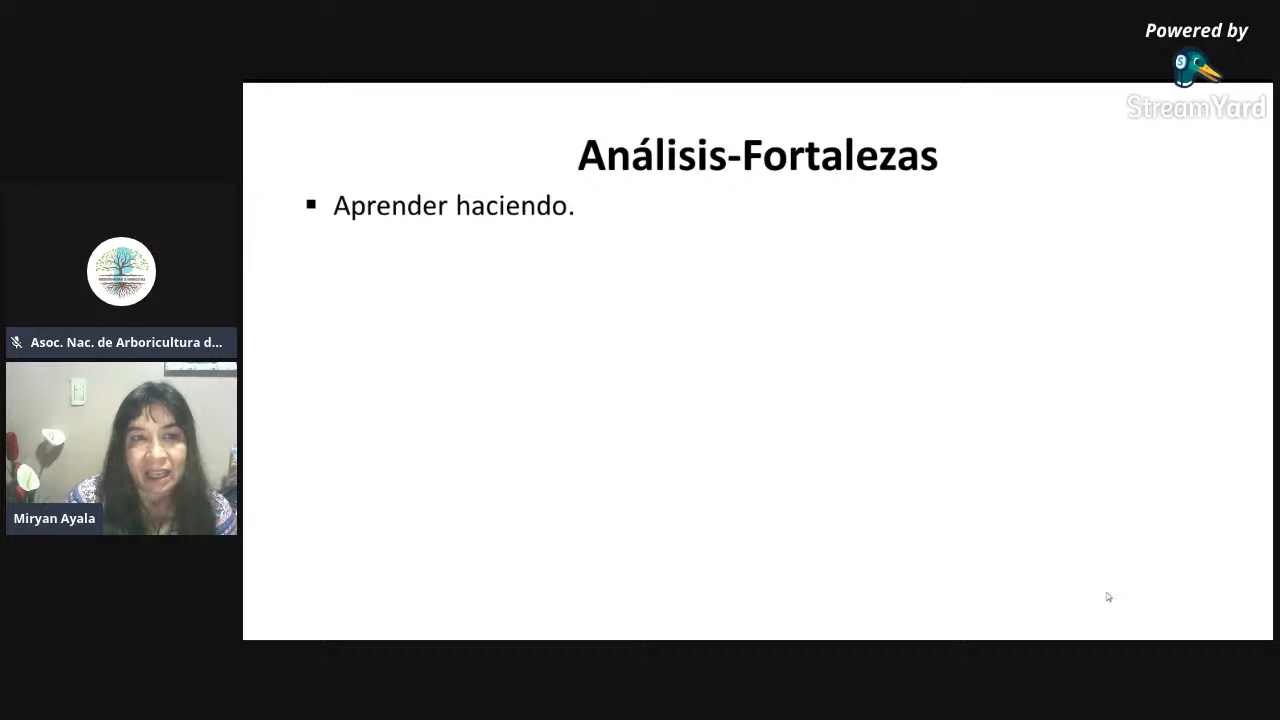 Powered by
StreamYard
Análisis-Fortalezas
▪ Aprender haciendo.
Asoc. Nac. de Arboricultura d...
Miryan Ayala